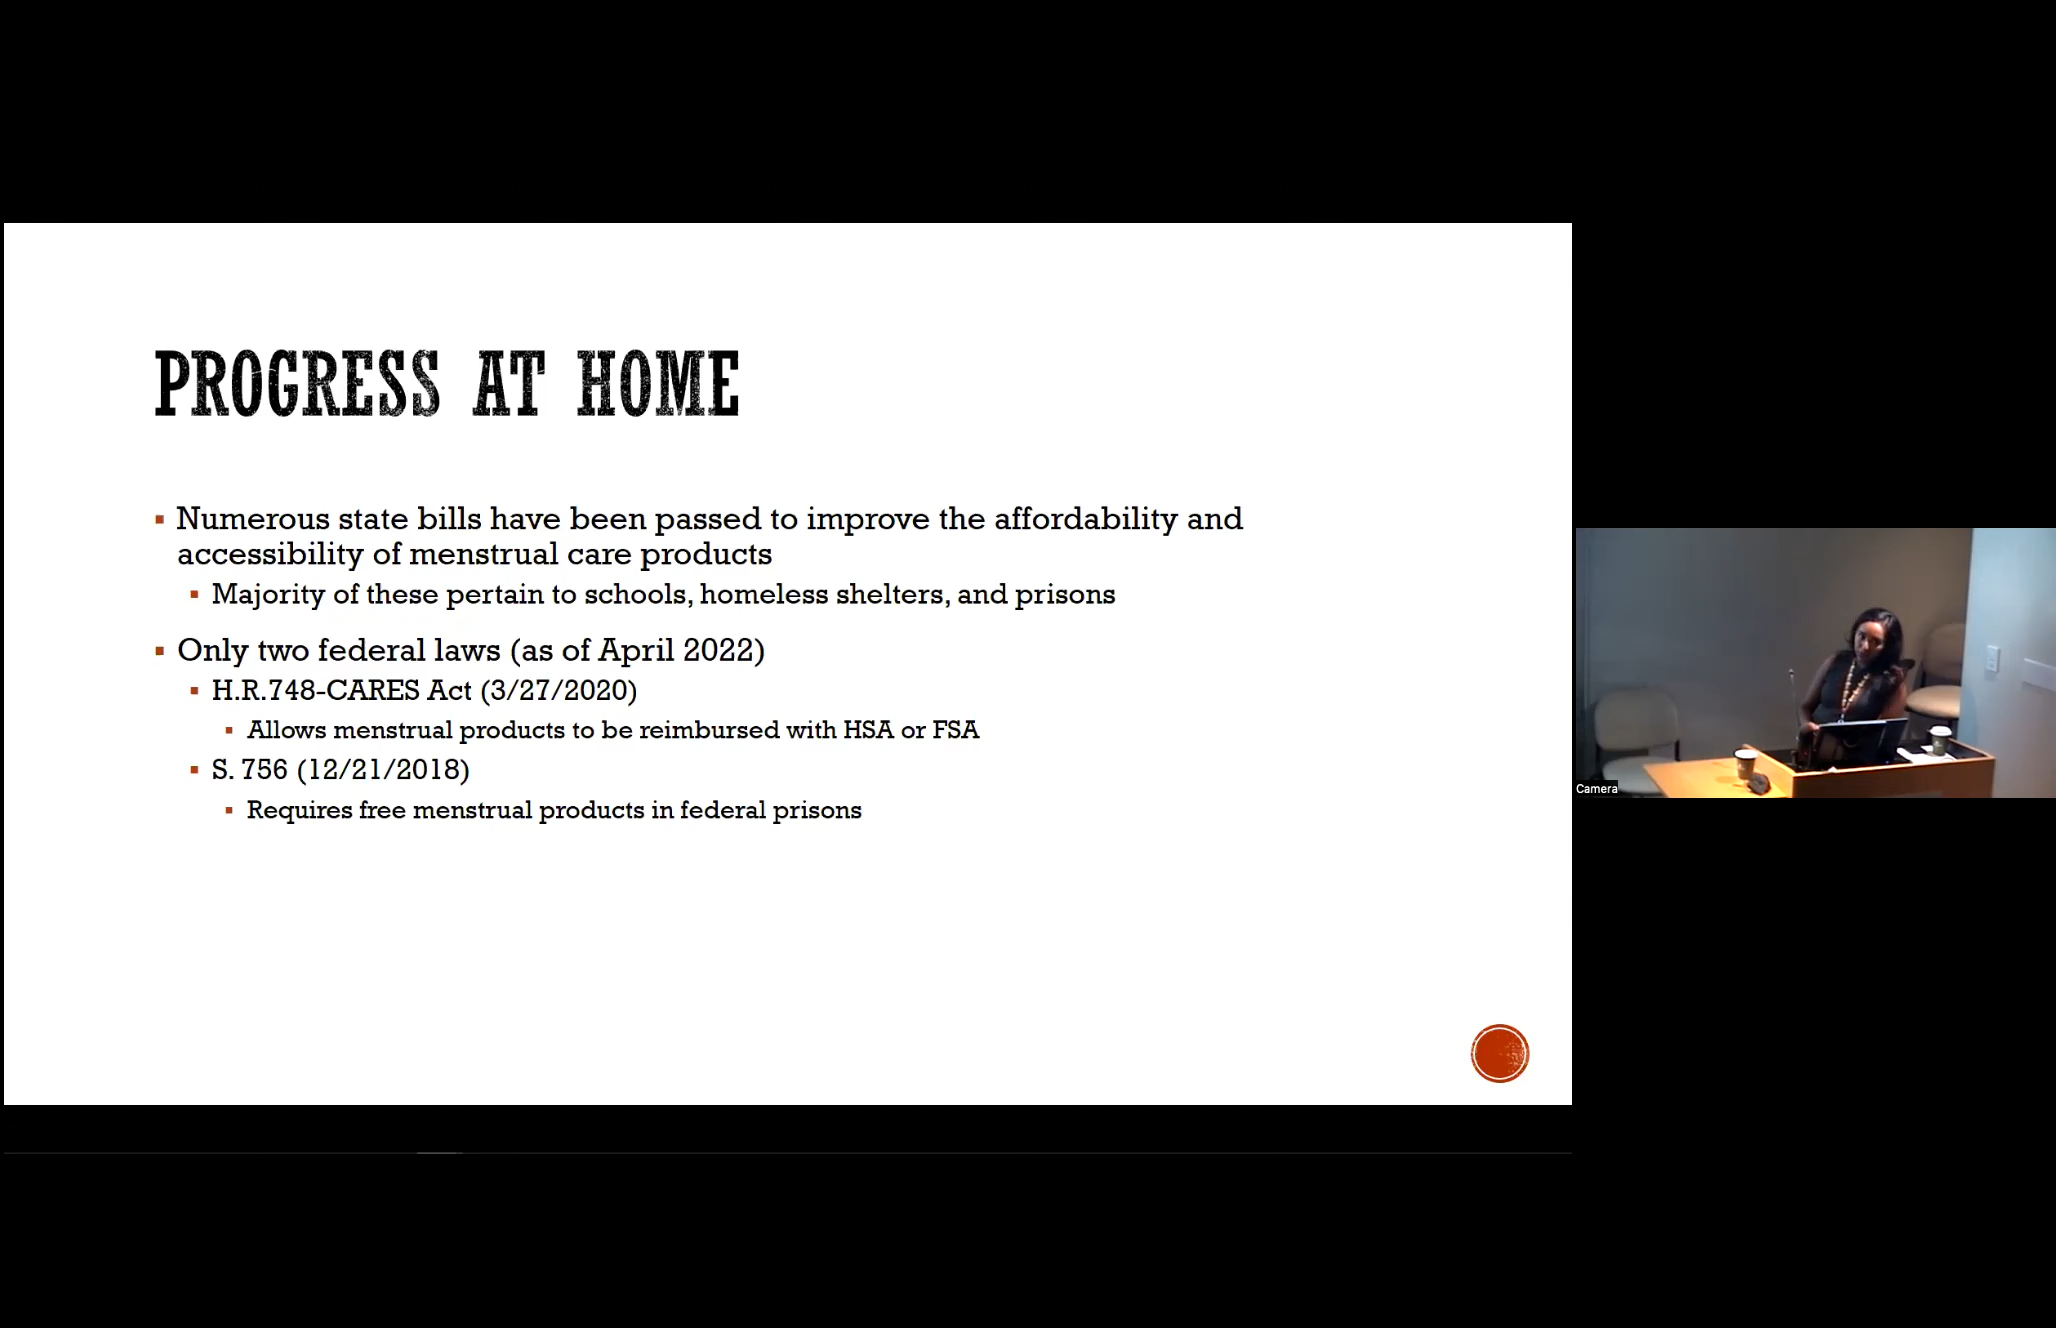 PROGRESS AT HOME
Numerous state bills have been passed to improve the affordability and
accessibility of menstrual care products
Majority of these pertain to schools, homeless shelters, and prisons
Only two federal laws (as of April 2022)
H.R.748-CARES Act (3/27/2020)
Allows menstrual products to be reimbursed with HSA or FSA
S. 756 (12/21/2018)
Requires free menstrual products in federal prisons
Camera